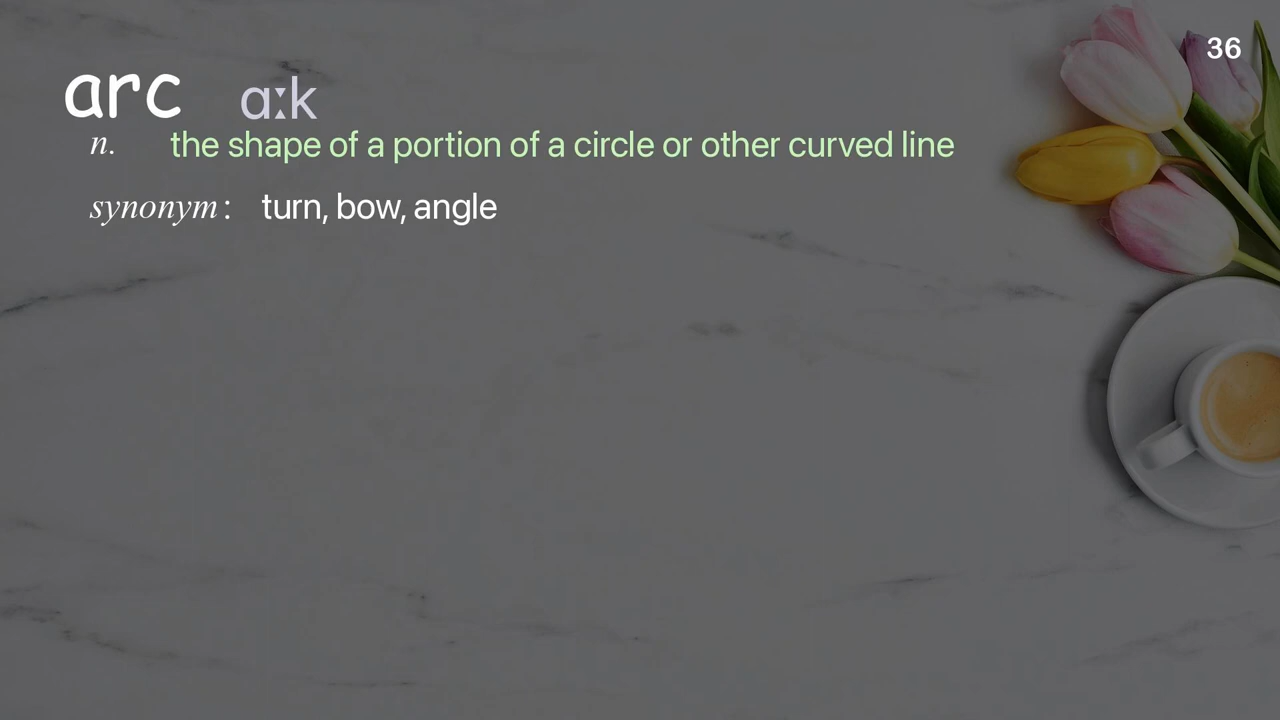 36
arc ɑːk
n. the shape of a portion of a circle or other curved line
synonym: turn, bow, angle